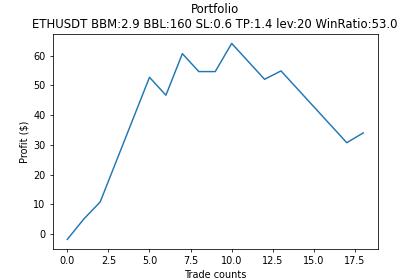 Portfolio
ETHUSDT BBM:2.9 BBL:160 SL:0.6 TP:1.4 lev:20 WinRatio:53.0
60
50
40
30
20
10
0
Profit ($)
0.0 2.5 5.0 7.5 10.0 12.5 15.0 17.5
Trade counts